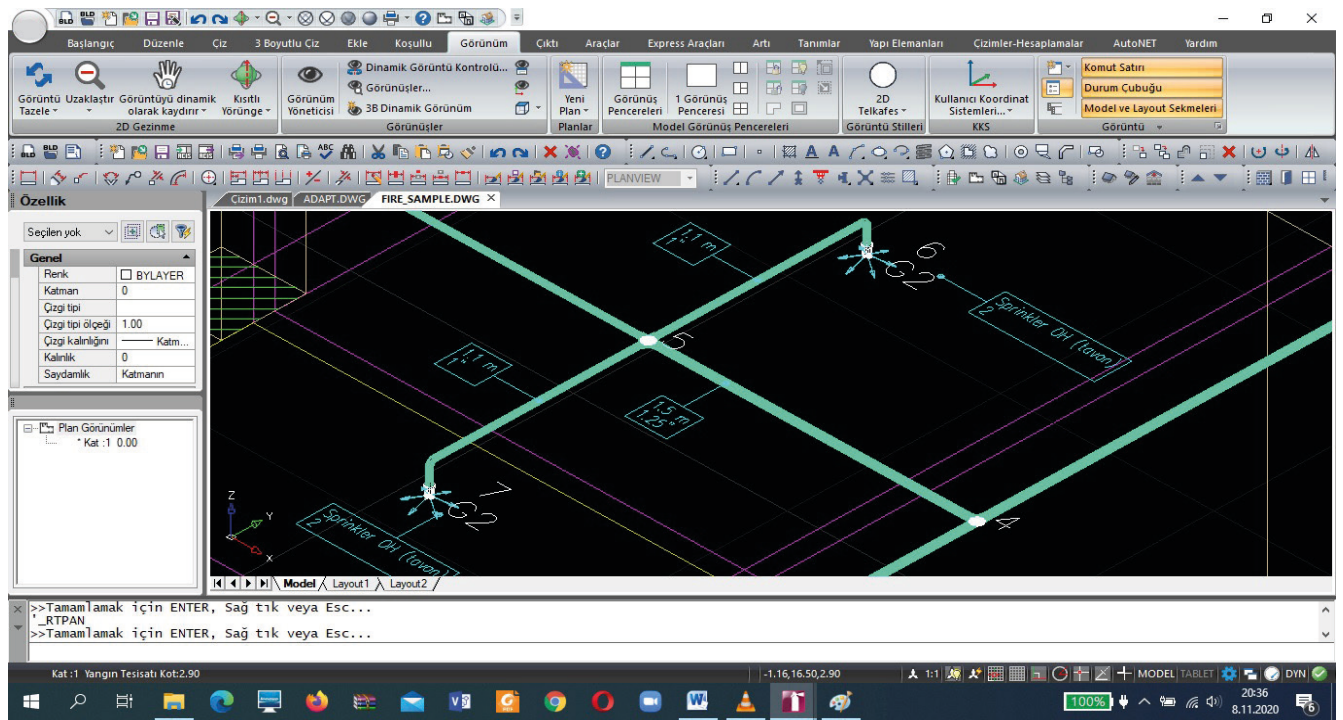 Başlangıç Düzenle Çiz 3 Boyutlu Çiz Ekle Koşullu Görünüm Çıktı Araçlar Express Araçları Artı Tanımlar Yapı Elemanları Çizimler-Hesaplamalar AutoNET Yardım
Görüntü Tazele
Uzaklaştır
Görüntüyü dinamik olarak kaydırır
Kısıtlı Yörünge
2D Gezinme
Görünüm Yöneticisi
Dinamik Görüntü Kontrolü...
Görünüşler...
3B Dinamik Görünüm
Görünüşler
Yeni Plan
Planlar
Görünüş Pencereleri
1 Görünüş Penceresi
Model Görünüş Pencereleri
2D Telkafes
Görüntü Stilleri
Kullanıcı Koordinat Sistemleri...
KKS
Komut Satırı
Durum Çubuğu
Model ve Layout Sekmeleri
Görüntü
PLANVIEW
Özellik
Çizim1.dwg ADAPT.DWG FIRE_SAMPLE.DWG
Seçilen yok
Genel
Renk BYLAYER
Katman 0
Çizgi tipi
Çizgi tipi ölçeği 1.00
Çizgi kalınlığını Katm...
Kalınlık 0
Saydamlık Katmanın
Plan Görünümler
* Kat :1 0.00
1.1 m
1"
6
G2
2
Sprinkler OH (tavan)
5
1.1 m
1"
1.5 m
1.25"
7
G2
2
Sprinkler OH (tavan)
4
Z
Y
X
Model Layout1 Layout2
>>Tamamlamak için ENTER, Sağ tık veya Esc...
'_RTPAN
>>Tamamlamak için ENTER, Sağ tık veya Esc...
Kat :1 Yangın Tesisatı Kot:2.90 -1.16,16.50,2.90 1:1 MODEL TABLET DYN
100% 20:36
8.11.2020